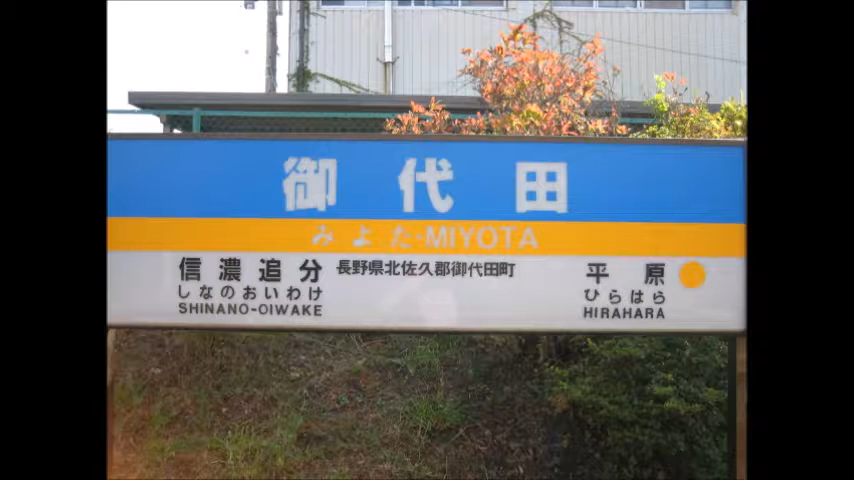 御代田
みよた・MIYOTA
信濃追分 長野県北佐久郡御代田町 平原
しなのおいわけ ひらはら
SHINANO-OIWAKE HIRAHARA